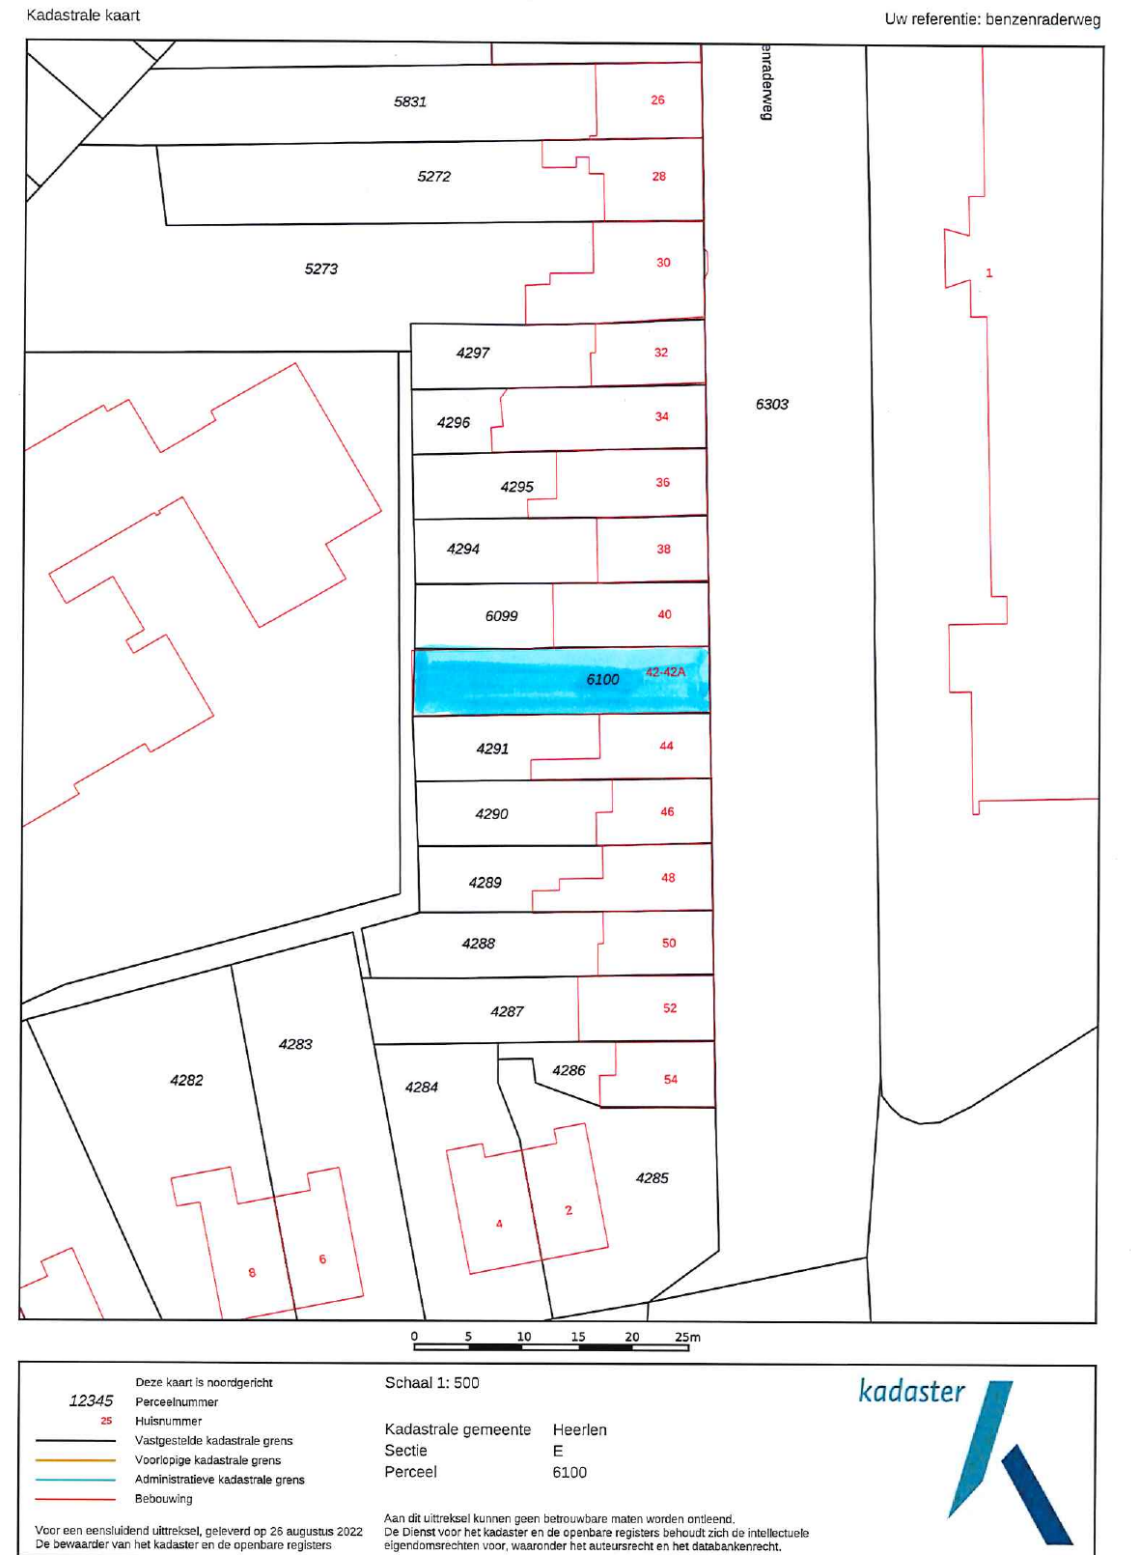 Kadastrale kaart
Uw referentie: benzenraderweg
enraderweg
5831
26
5272
28
5273
30
1
4297
32
6303
4296
34
4295
36
4294
38
6099
40
6100
42-42A
4291
44
4290
46
4289
48
4288
50
4287
52
4283
4282
4284
4286
54
4285
4
2
8
6
0 5 10 15 20 25m
Deze kaart is noordgericht
12345 Perceelnummer
25 Huisnummer
Vastgestelde kadastrale grens
Voorlopige kadastrale grens
Administratieve kadastrale grens
Bebouwing
Voor een eensluidend uittreksel, geleverd op 26 augustus 2022
De bewaarder van het kadaster en de openbare registers
Schaal 1: 500
Kadastrale gemeente Heerlen
Sectie E
Perceel 6100
Aan dit uittreksel kunnen geen betrouwbare maten worden ontleend.
De Dienst voor het kadaster en de openbare registers behoudt zich de intellectuele
eigendomsrechten voor, waaronder het auteursrecht en het databankenrecht.
kadaster